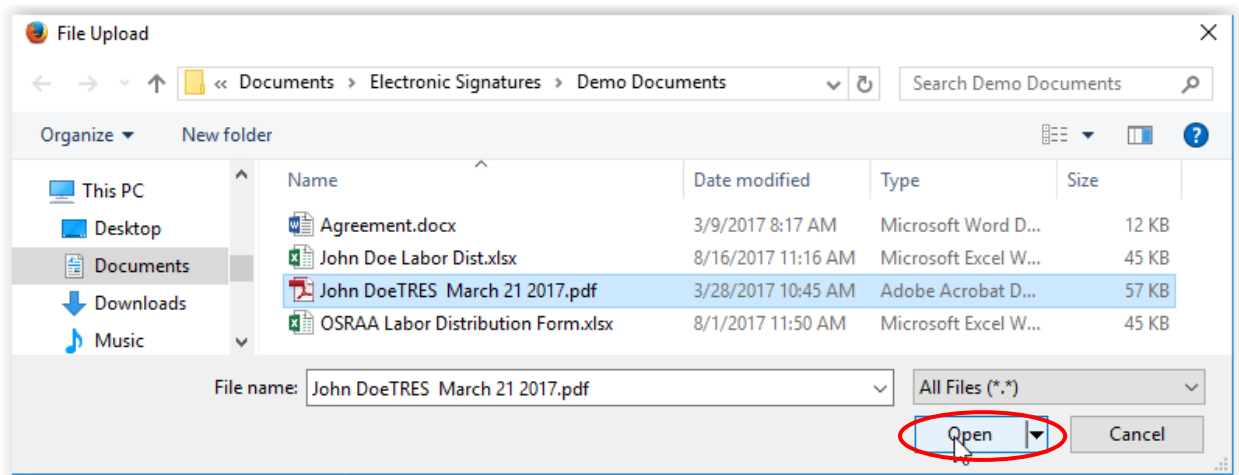 File Upload
« Documents > Electronic Signatures > Demo Documents Search Demo Documents
Organize New folder ?
This PC
Desktop
Documents
Downloads
Music
Name Date modified Type Size
Agreement.docx 3/9/2017 8:17 AM Microsoft Word D... 12 KB
John Doe Labor Dist.xlsx 8/16/2017 11:16 AM Microsoft Excel W... 45 KB
John DoeTRES  March 21 2017.pdf 3/28/2017 10:45 AM Adobe Acrobat D... 57 KB
OSRAA Labor Distribution Form.xlsx 8/1/2017 11:50 AM Microsoft Excel W... 45 KB
File name: John DoeTRES  March 21 2017.pdf All Files (*.*)
Open Cancel